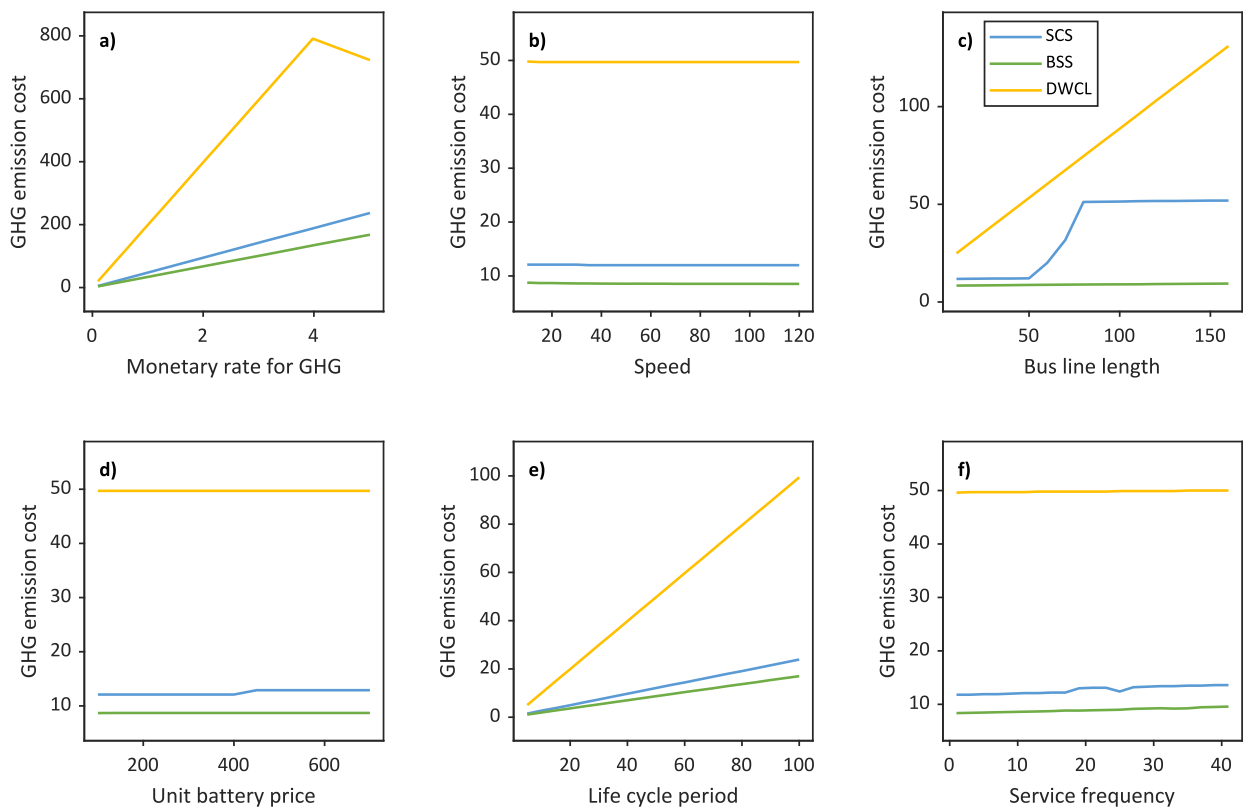 a)
800
600
400
200
0
0 2 4
GHG emission cost
Monetary rate for GHG
b)
50
40
30
20
10
20 40 60 80 100 120
GHG emission cost
Speed
c)
SCS
BSS
DWCL
100
50
0
50 100 150
GHG emission cost
Bus line length
d)
50
40
30
20
10
200 400 600
GHG emission cost
Unit battery price
e)
100
80
60
40
20
0
20 40 60 80 100
GHG emission cost
Life cycle period
f)
50
40
30
20
10
0 10 20 30 40
GHG emission cost
Service frequency